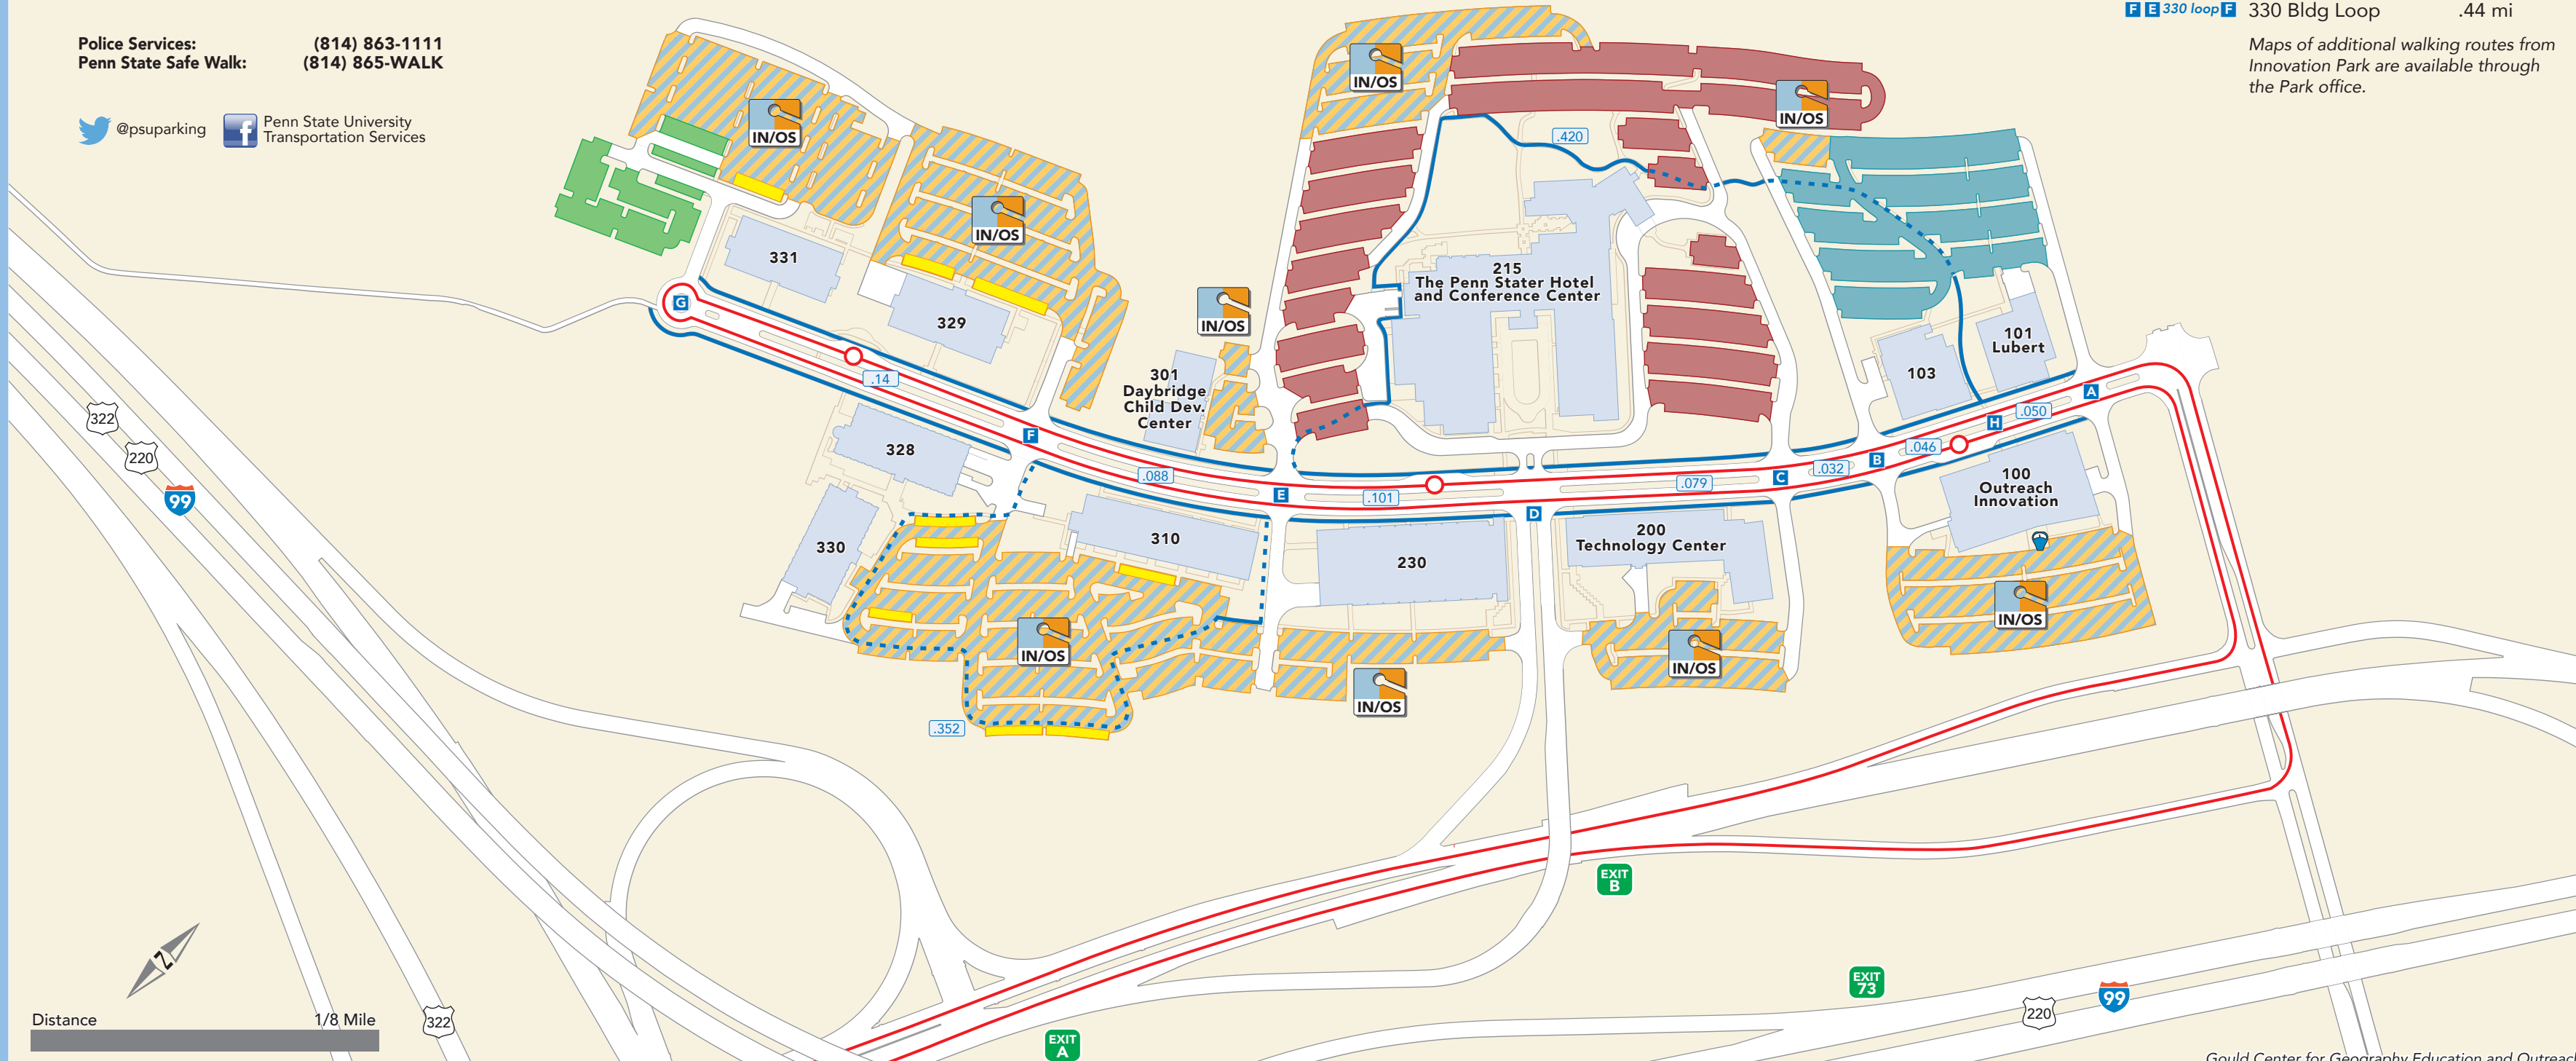 Police Services: (814) 863-1111
Penn State Safe Walk: (814) 865-WALK
@psuparking
f
Penn State University
Transportation Services
F E 330 loop F 330 Bldg Loop .44 mi
Maps of additional walking routes from
Innovation Park are available through
the Park office.
IN/OS
IN/OS
IN/OS
IN/OS
IN/OS
.420
331
329
G
.14
301
Daybridge
Child Dev.
Center
215
The Penn Stater Hotel
and Conference Center
101
Lubert
103
A
.050
H
.046
B
.032
C
.079
D
.101
E
.088
F
328
330
310
230
200
Technology Center
100
Outreach
Innovation
IN/OS
IN/OS
IN/OS
IN/OS
.352
322
220
99
EXIT
B
EXIT
73
EXIT
A
220
99
322
N
Distance 1/8 Mile
Gould Center for Geography Education and Outreach